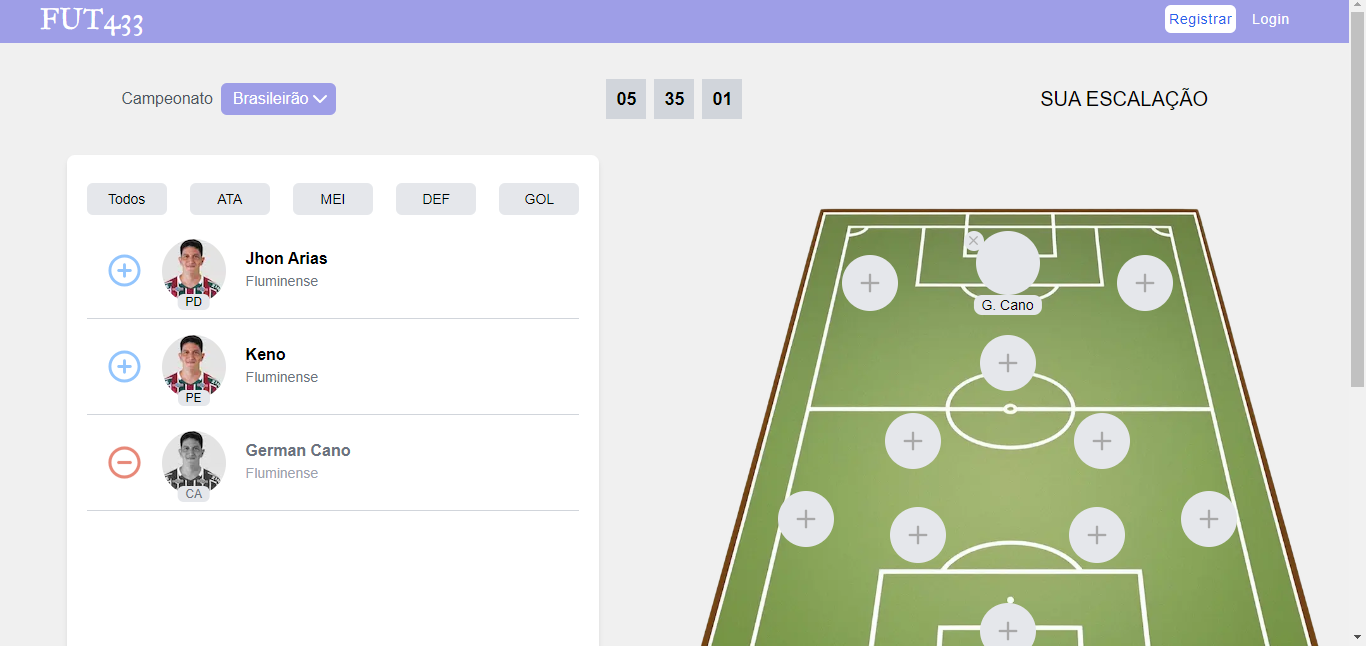 FUT433
Registrar
Login
Campeonato
Brasileirão
05 35 01
SUA ESCALAÇÃO
Todos
ATA
MEI
DEF
GOL
Jhon Arias
Fluminense
PD
Keno
Fluminense
PE
German Cano
Fluminense
CA
G. Cano